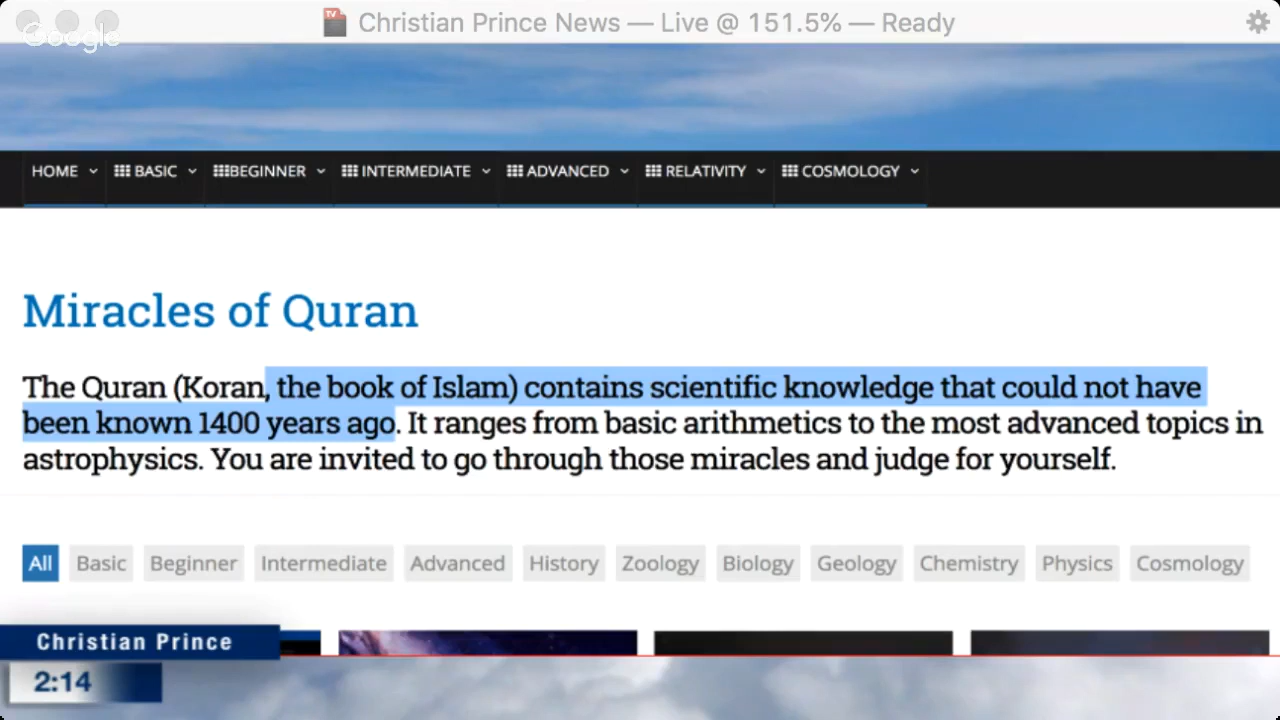 Google
TV Christian Prince News — Live @ 151.5% — Ready
HOME BASIC BEGINNER INTERMEDIATE ADVANCED RELATIVITY COSMOLOGY
Miracles of Quran
The Quran (Koran, the book of Islam) contains scientific knowledge that could not have
been known 1400 years ago. It ranges from basic arithmetics to the most advanced topics in
astrophysics. You are invited to go through those miracles and judge for yourself.
All Basic Beginner Intermediate Advanced History Zoology Biology Geology Chemistry Physics Cosmology
Christian Prince
2:14